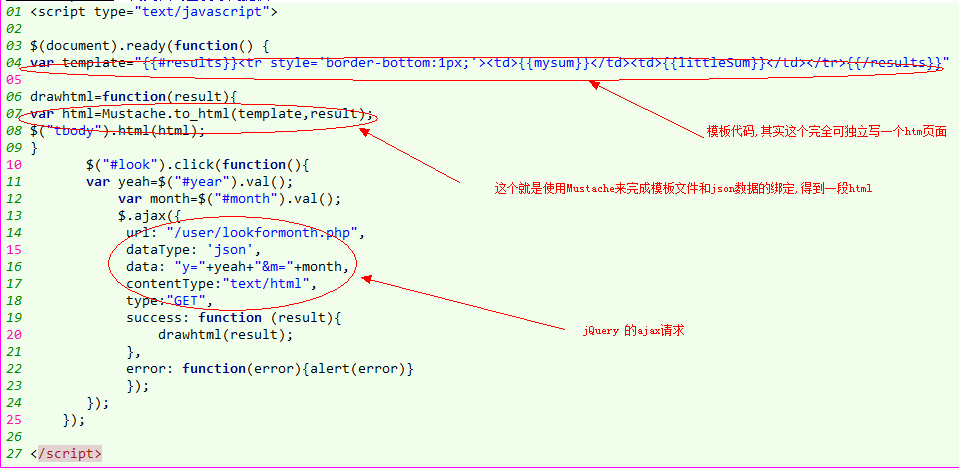 01 <script type="text/javascript">
02
03 $(document).ready(function() {
04 var template="{{#results}}<tr style='border-bottom:1px;'><td>{{mysum}}</td><td>{{littleSum}}</td></tr>{{/results}}"
05
06 drawhtml=function(result){
07 var html=Mustache.to_html(template,result);
08 $("tbody").html(html);
模板代码,其实这个完全可独立写一个htm页面
09 }
10 $("#look").click(function(){
11 var yeah=$("#year").val();
这个就是使用Mustache来完成模板文件和json数据的绑定,得到一段html
12 var month=$("#month").val();
13 $.ajax({
14 url: "/user/lookformonth.php",
15 dataType: 'json',
16 data: "y="+yeah+"&m="+month,
17 contentType:"text/html",
18 type:"GET",
19 success: function (result){
20 drawhtml(result);
jQuery 的ajax请求
21 },
22 error: function(error){alert(error)}
23 });
24 });
25 });
26
27 </script>